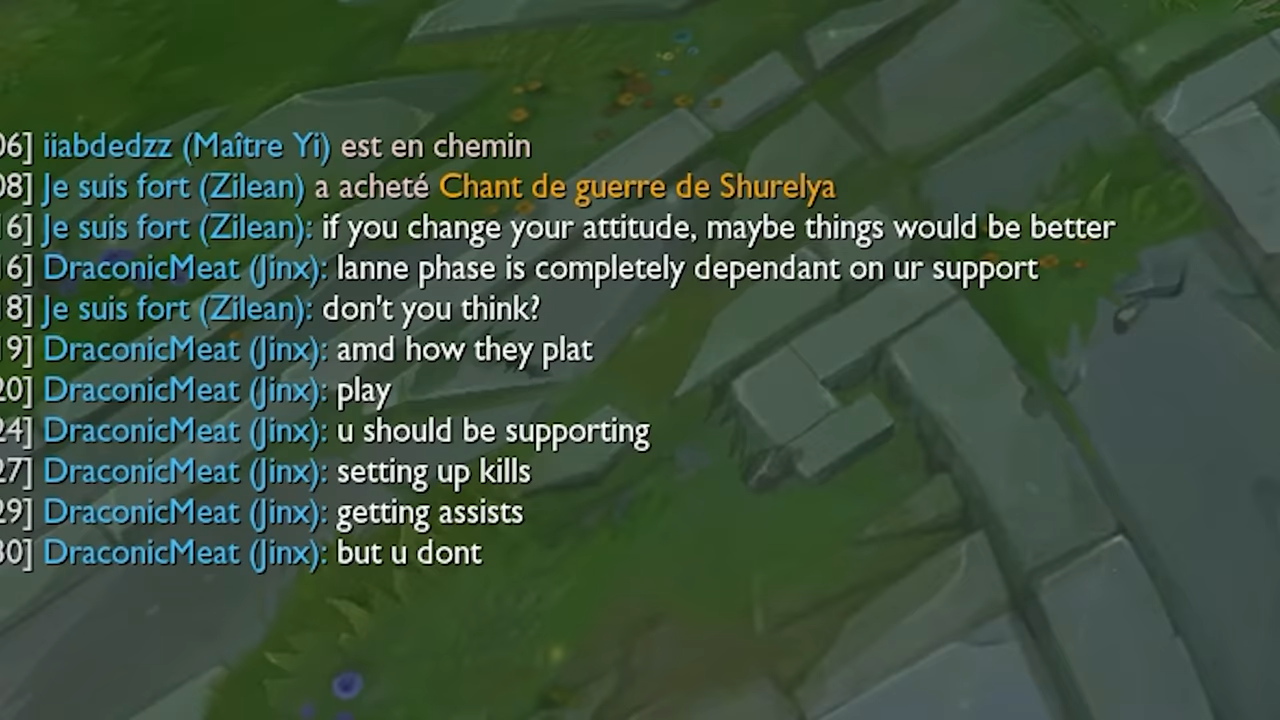 06] iiabdedzz (Maître Yi) est en chemin
08] Je suis fort (Zilean) a acheté Chant de guerre de Shurelya
16] Je suis fort (Zilean): if you change your attitude, maybe things would be better
16] DraconicMeat (Jinx): lanne phase is completely dependant on ur support
18] Je suis fort (Zilean): don't you think?
19] DraconicMeat (Jinx): amd how they plat
20] DraconicMeat (Jinx): play
24] DraconicMeat (Jinx): u should be supporting
27] DraconicMeat (Jinx): setting up kills
29] DraconicMeat (Jinx): getting assists
30] DraconicMeat (Jinx): but u dont